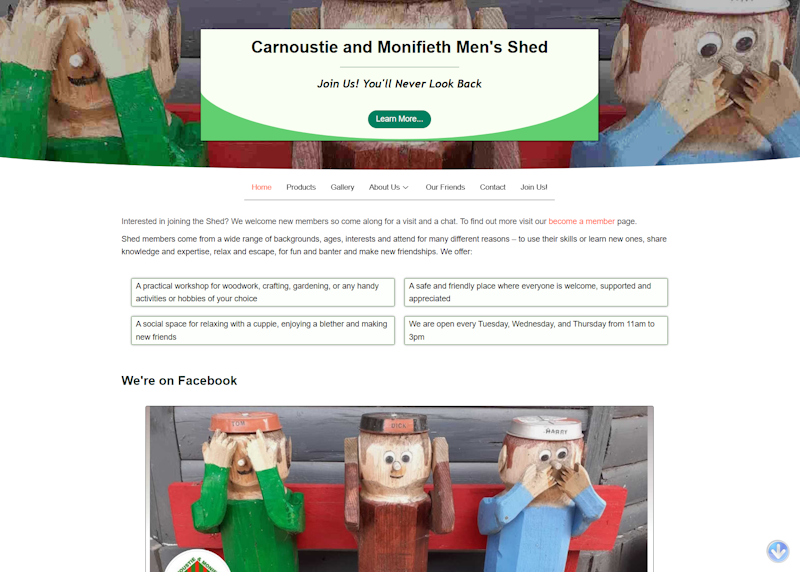 Carnoustie and Monifieth Men's Shed
Join Us! You'll Never Look Back
Learn More...
Home Products Gallery About Us Our Friends Contact Join Us!
Interested in joining the Shed? We welcome new members so come along for a visit and a chat. To find out more visit our become a member page.
Shed members come from a wide range of backgrounds, ages, interests and attend for many different reasons – to use their skills or learn new ones, share
knowledge and expertise, relax and escape, for fun and banter and make new friendships. We offer:
A practical workshop for woodwork, crafting, gardening, or any handy
activities or hobbies of your choice
A safe and friendly place where everyone is welcome, supported and
appreciated
A social space for relaxing with a cuppie, enjoying a blether and making
new friends
We are open every Tuesday, Wednesday, and Thursday from 11am to
3pm
We're on Facebook
TOM
DICK
HARRY